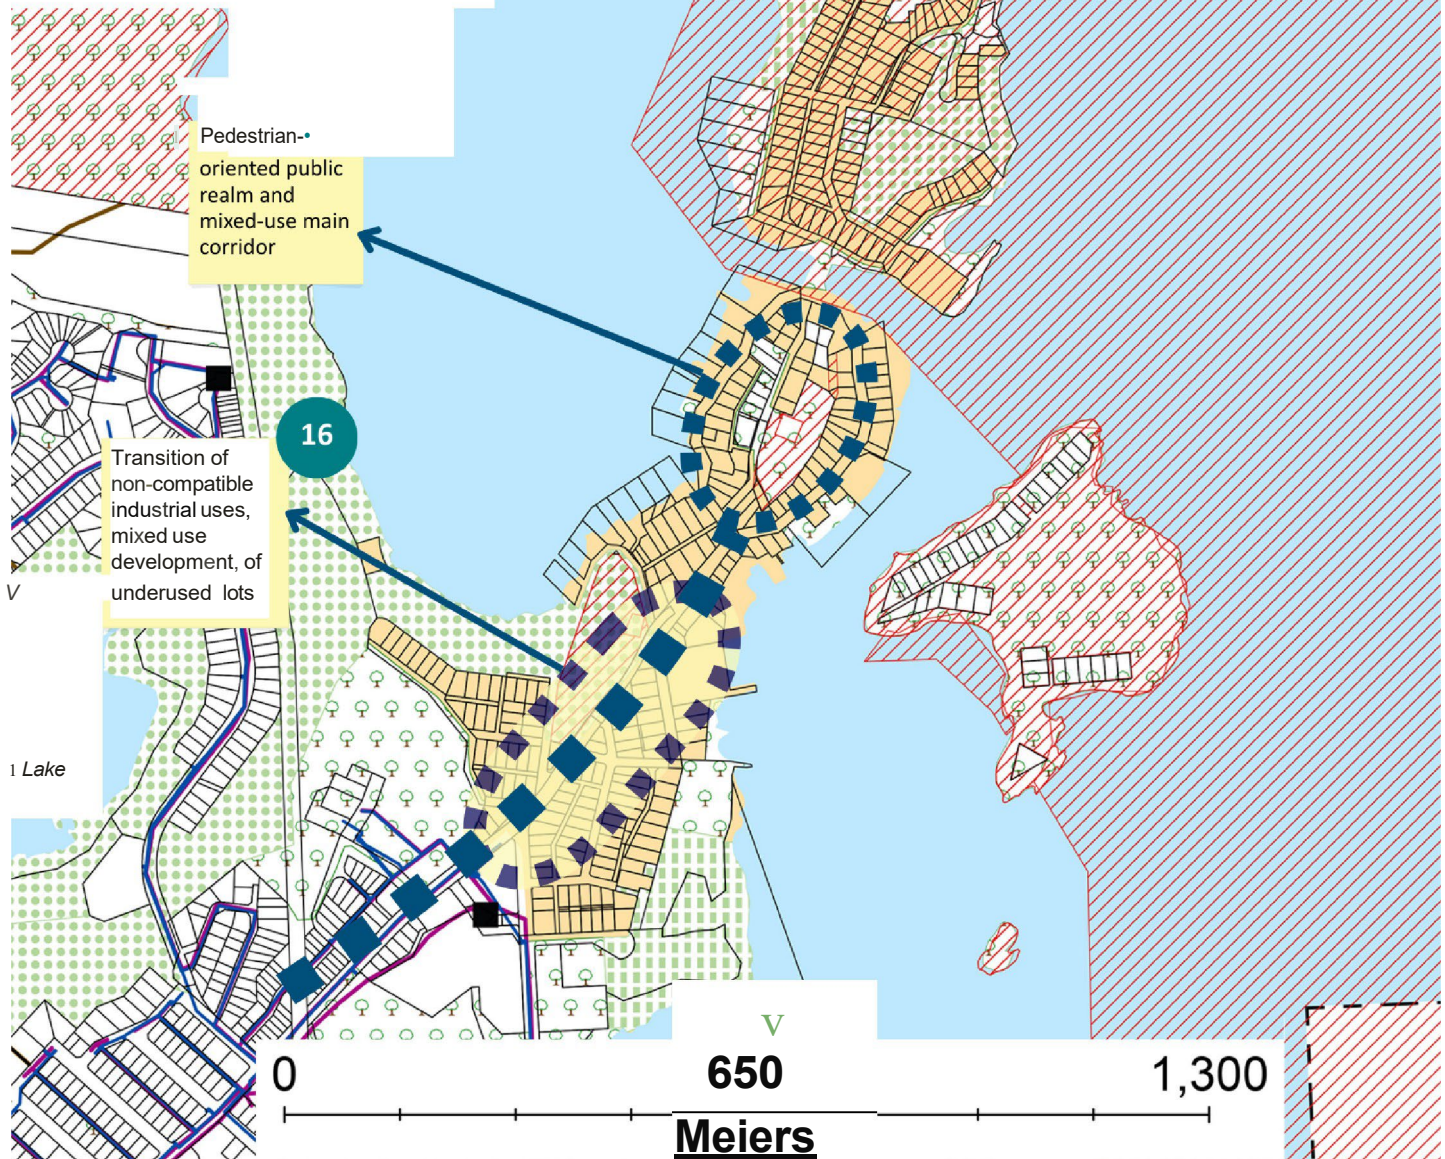 Pedestrian-•
oriented public
realm and
mixed-use main
corridor
16
Transition of
non-compatible
industrial uses,
mixed use
development, of
underused lots
V
1 Lake
V
0 650 1,300
Meiers